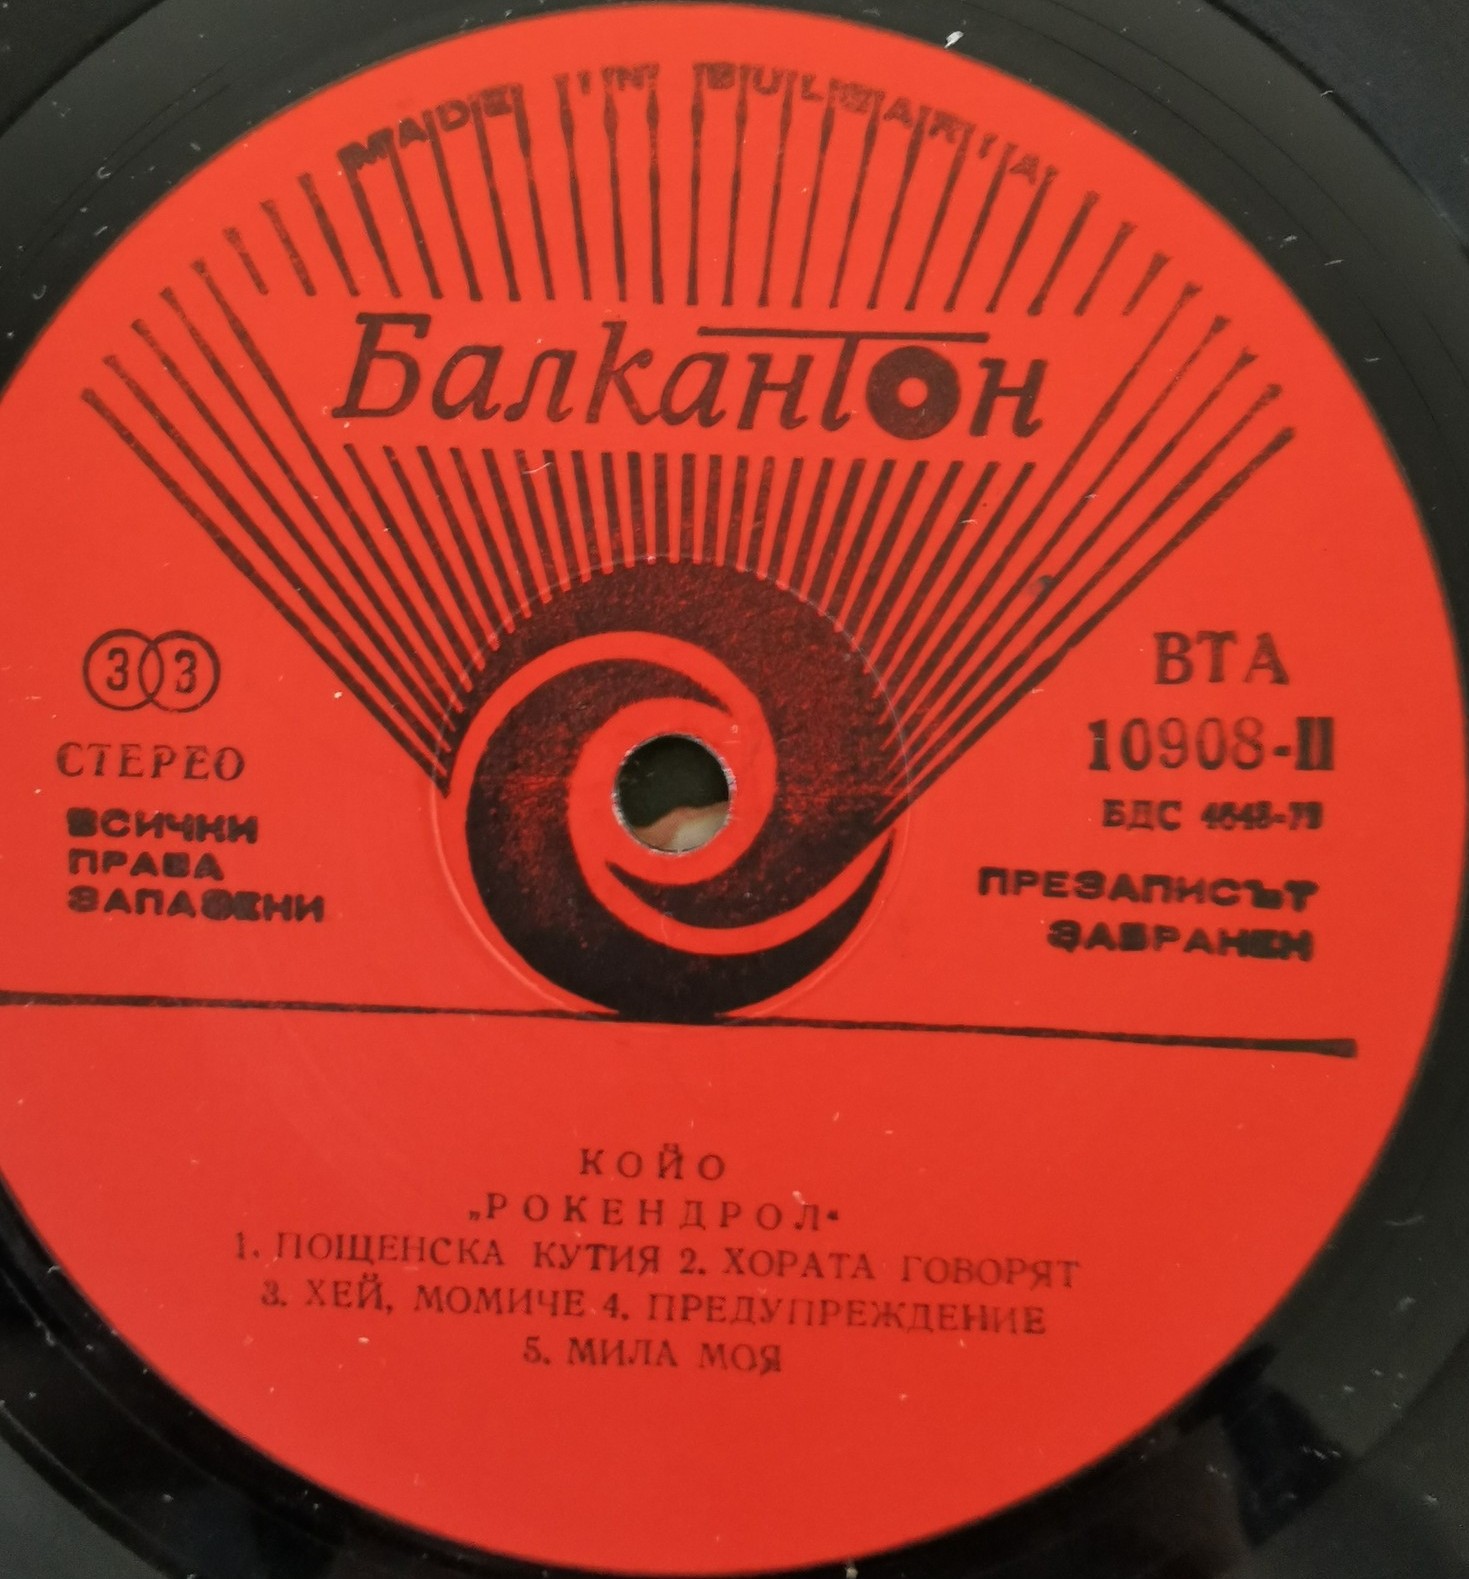 MADE IN BULGARIA
Балкантон
33
СТЕРЕО
ВСИЧКИ
ПРАВА
ЗАПАЗЕНИ
ВТА
10908-II
БДС
ПРЕЗАПИСЪТ
ЗАБРАНЕН
КОЙО
„РОКЕНДРОЛ“
1. ПОЩЕНСКА КУТИЯ 2. ХОРАТА ГОВОРЯТ
3. ХЕЙ, МОМИЧЕ 4. ПРЕДУПРЕЖДЕНИЕ
5. МИЛА МОЯ